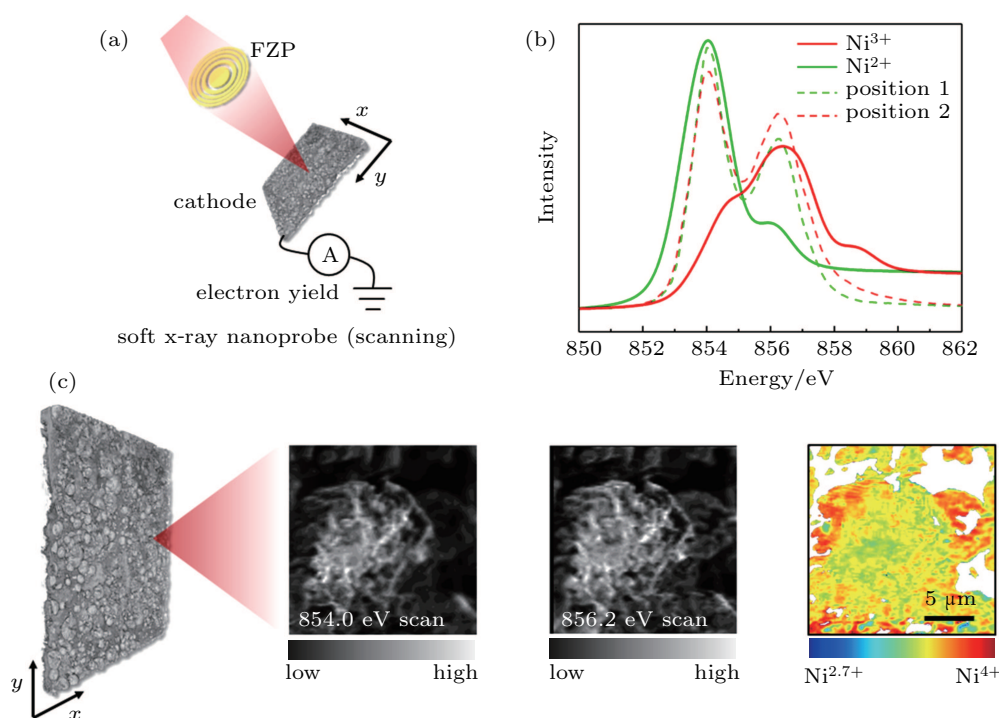 (a)
FZP
x
y
cathode
A
electron yield
soft x-ray nanoprobe (scanning)
(b)
Ni³⁺
Ni²⁺
position 1
position 2
Intensity
850 852 854 856 858 860 862
Energy/eV
(c)
y
x
854.0 eV scan
low high
856.2 eV scan
low high
5 μm
Ni²·⁷⁺ Ni⁴⁺